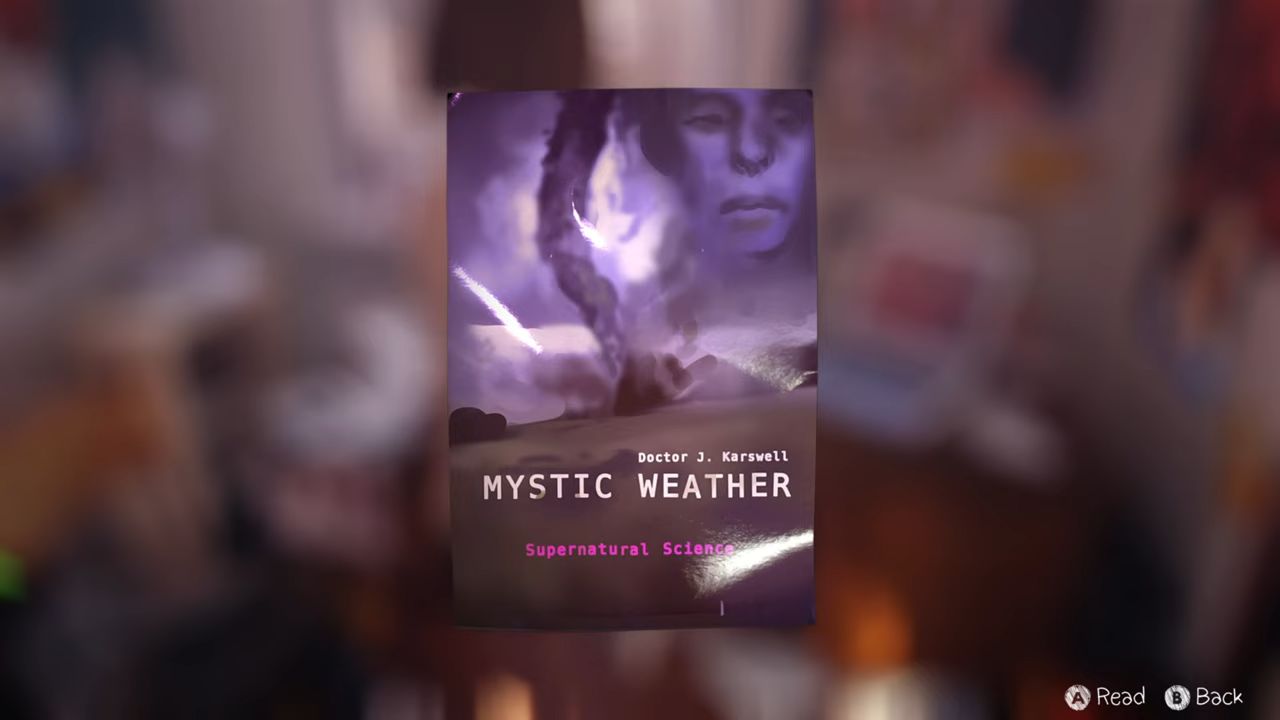 Doctor J. Karswell
MYSTIC WEATHER
Supernatural Science
A Read B Back